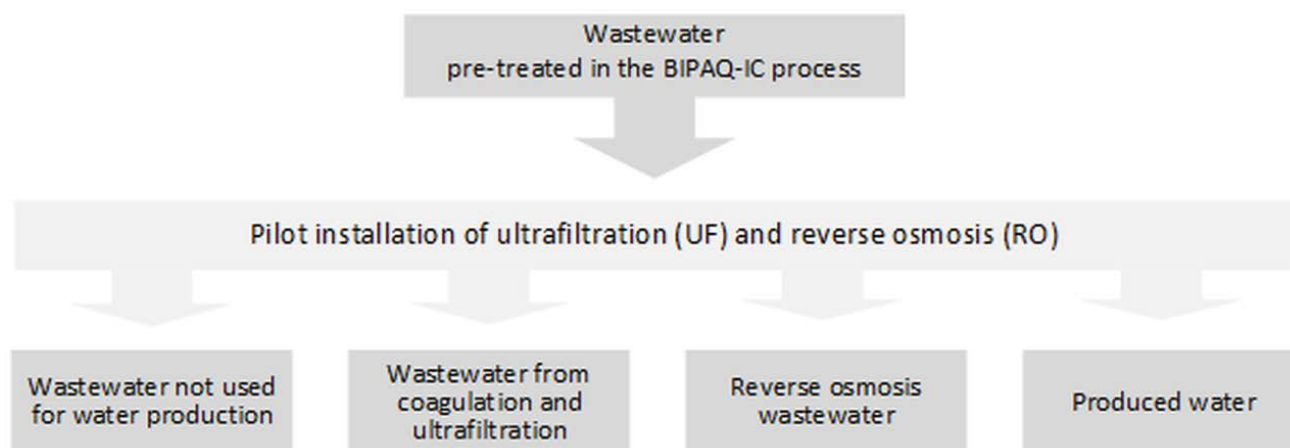 Wastewater
pre-treated in the BIPAQ-IC process
Pilot installation of ultrafiltration (UF) and reverse osmosis (RO)
Wastewater not used
for water production
Wastewater from
coagulation and
ultrafiltration
Reverse osmosis
wastewater
Produced water